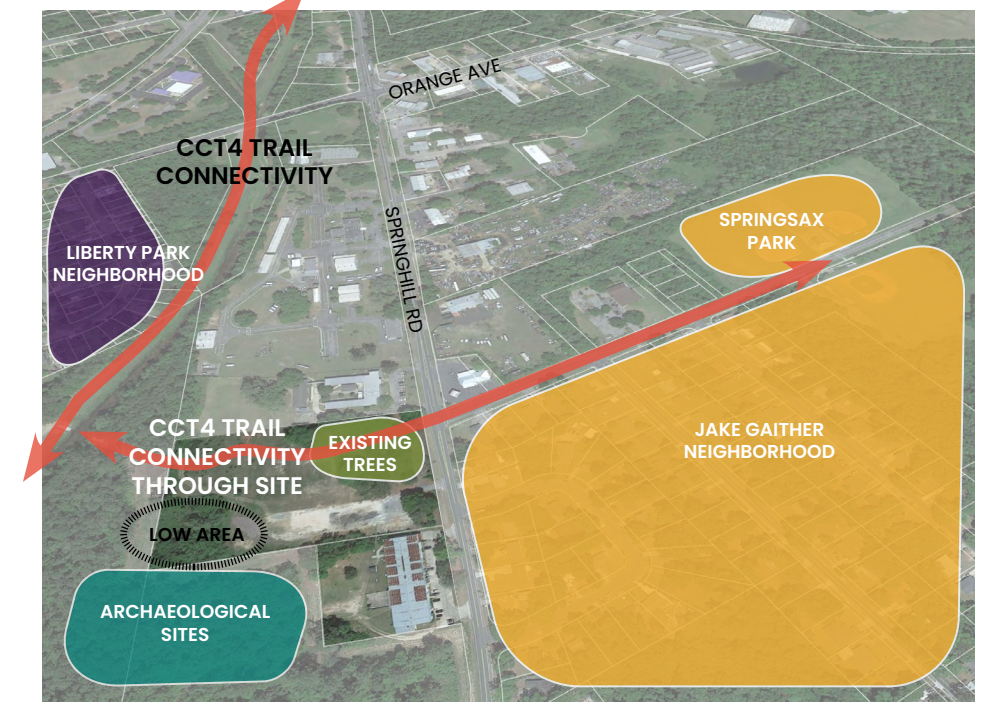 ORANGE AVE
CCT4 TRAIL
CONNECTIVITY
LIBERTY PARK
NEIGHBORHOOD
SPRINGHILL RD
SPRINGSAX
PARK
JAKE GAITHER
NEIGHBORHOOD
CCT4 TRAIL
CONNECTIVITY
THROUGH SITE
EXISTING
TREES
LOW AREA
ARCHAEOLOGICAL
SITES